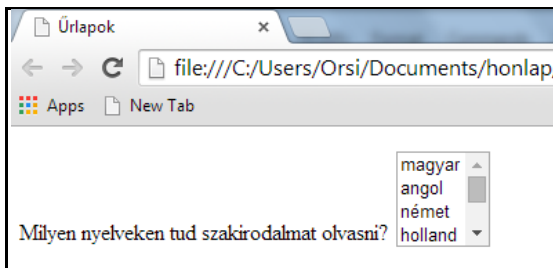 Űrlapok
file:///C:/Users/Orsi/Documents/honlap
Apps New Tab
magyar
angol
német
Milyen nyelveken tud szakirodalmat olvasni? holland